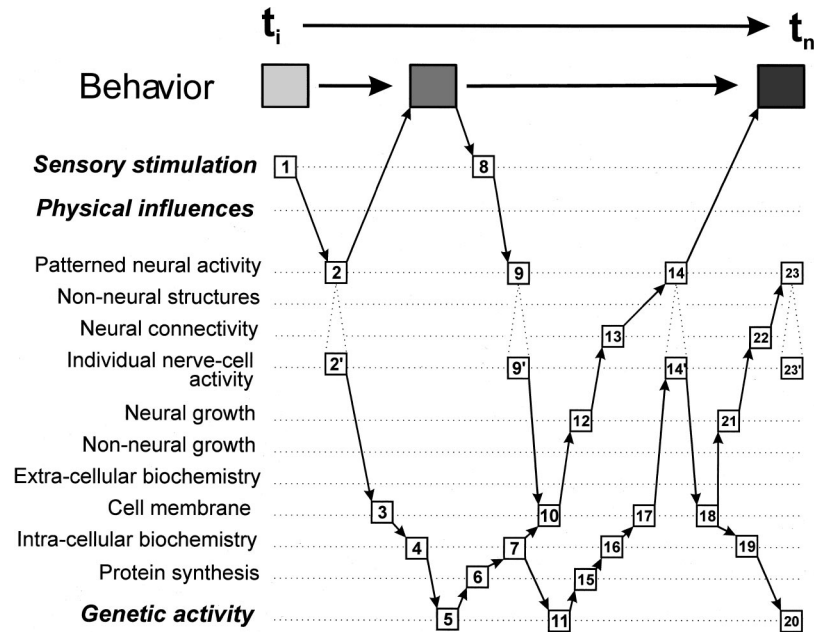 ti tn
Behavior
Sensory stimulation 1 8
Physical influences
Patterned neural activity 2 9 14 23
Non-neural structures
Neural connectivity 13 22
Individual nerve-cell 2' 9' 14' 23'
activity
Neural growth 12 21
Non-neural growth
Extra-cellular biochemistry
Cell membrane 3 10 17 18
Intra-cellular biochemistry 4 7 16 19
Protein synthesis 6 15
Genetic activity 5 11 20